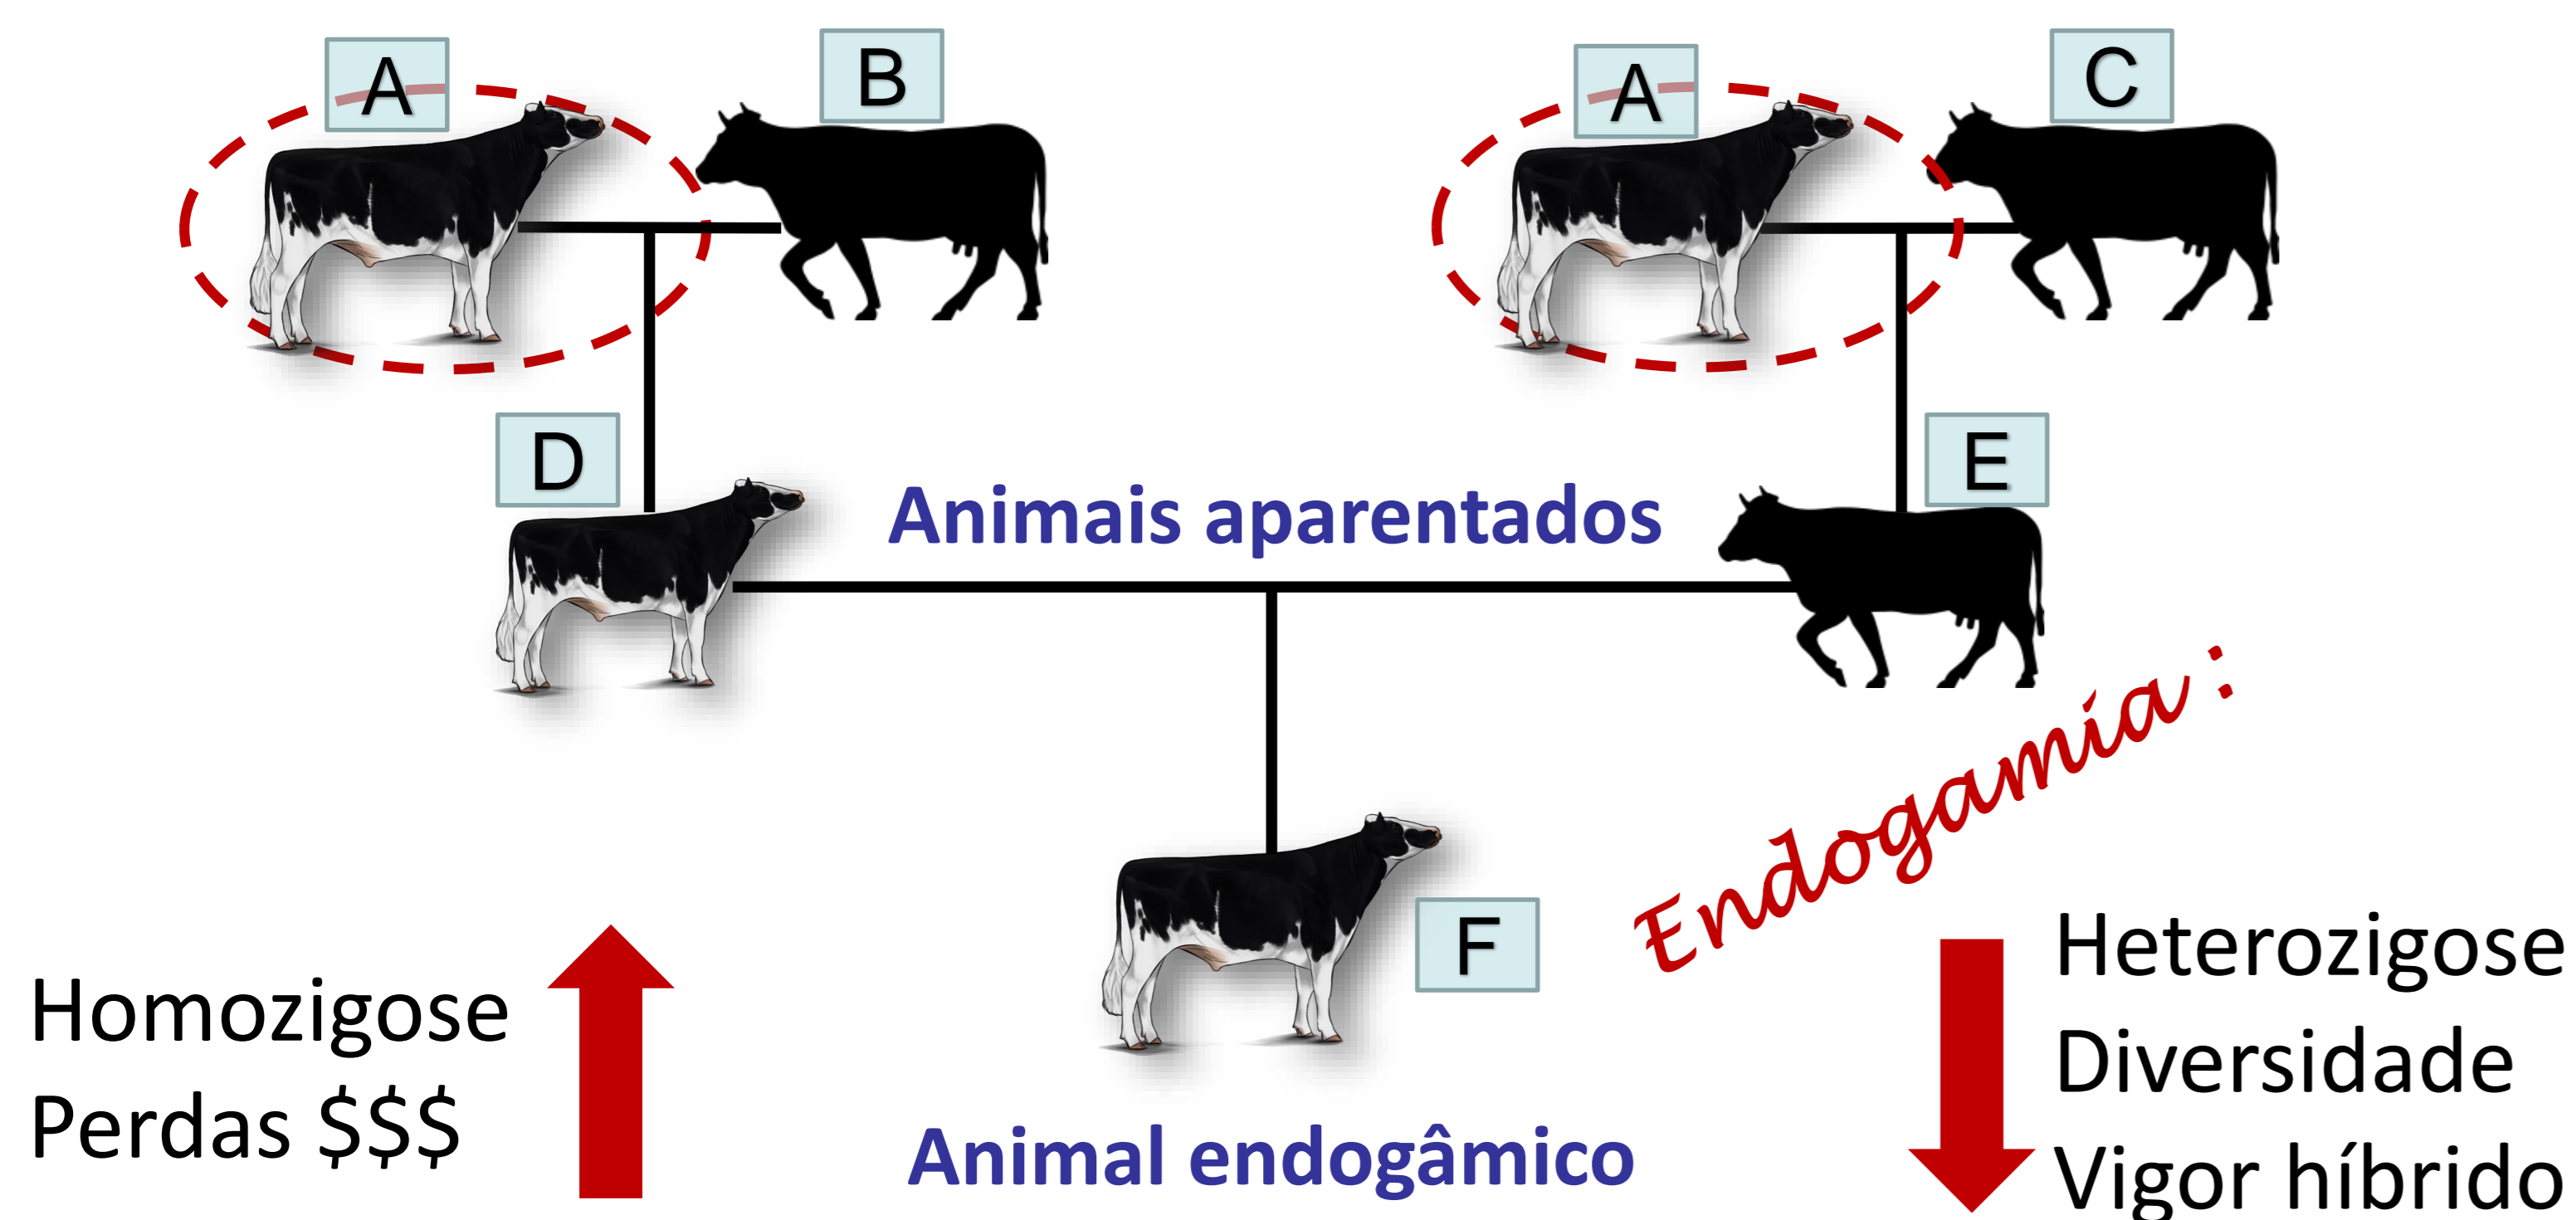 A
B
A
C
D
E
Animais aparentados
Endogamia :
F
Homozigose
Perdas $$$
Animal endogâmico
Heterozigose
Diversidade
Vigor híbrido